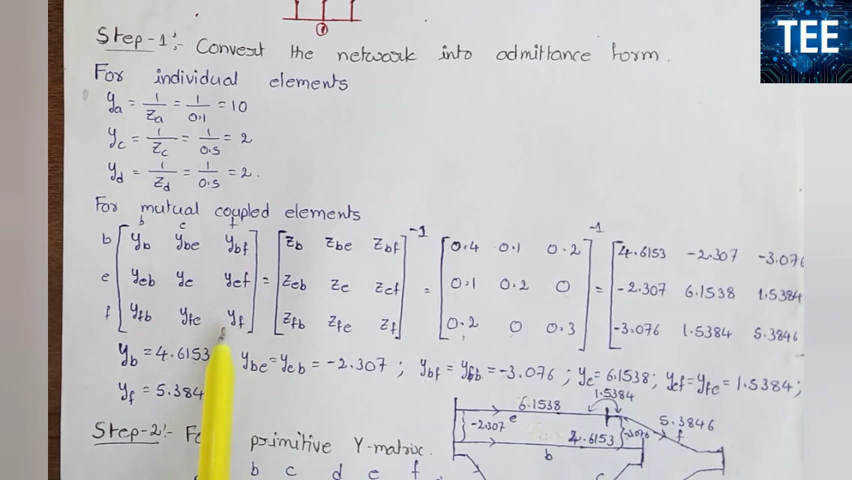 TEE
①
Step-1:- Convert the network into admittance form.
For individual elements
ya = 1/Za = 1/0.1 = 10
yc = 1/Zc = 1/0.5 = 2
yd = 1/Zd = 1/0.5 = 2.
For mutual coupled elements
b e f
b [yb ybe ybf] = [Zb Zbe Zbf]-1 = [0.4 0.1 0.2]-1 = [4.6153 -2.307 -3.076
e [yeb ye yef] [Zeb Ze Zef] [0.1 0.2 0] [-2.307 6.1538 1.5384
f [yfb yfe yf] [Zfb Zfe Zf] [0.2 0 0.3] [-3.076 1.5384 5.3846
yb = 4.6153 ybe = yeb = -2.307 ; ybf = yfb = -3.076 ; ye = 6.1538; yef = yfe = 1.5384 ;
yf = 5.384
1.5384
6.1538
e
5.3846
f
-2.307
4.6153
-3.076
b
Step-2:- Fo primitive Y-matrix.
b c d e f
c